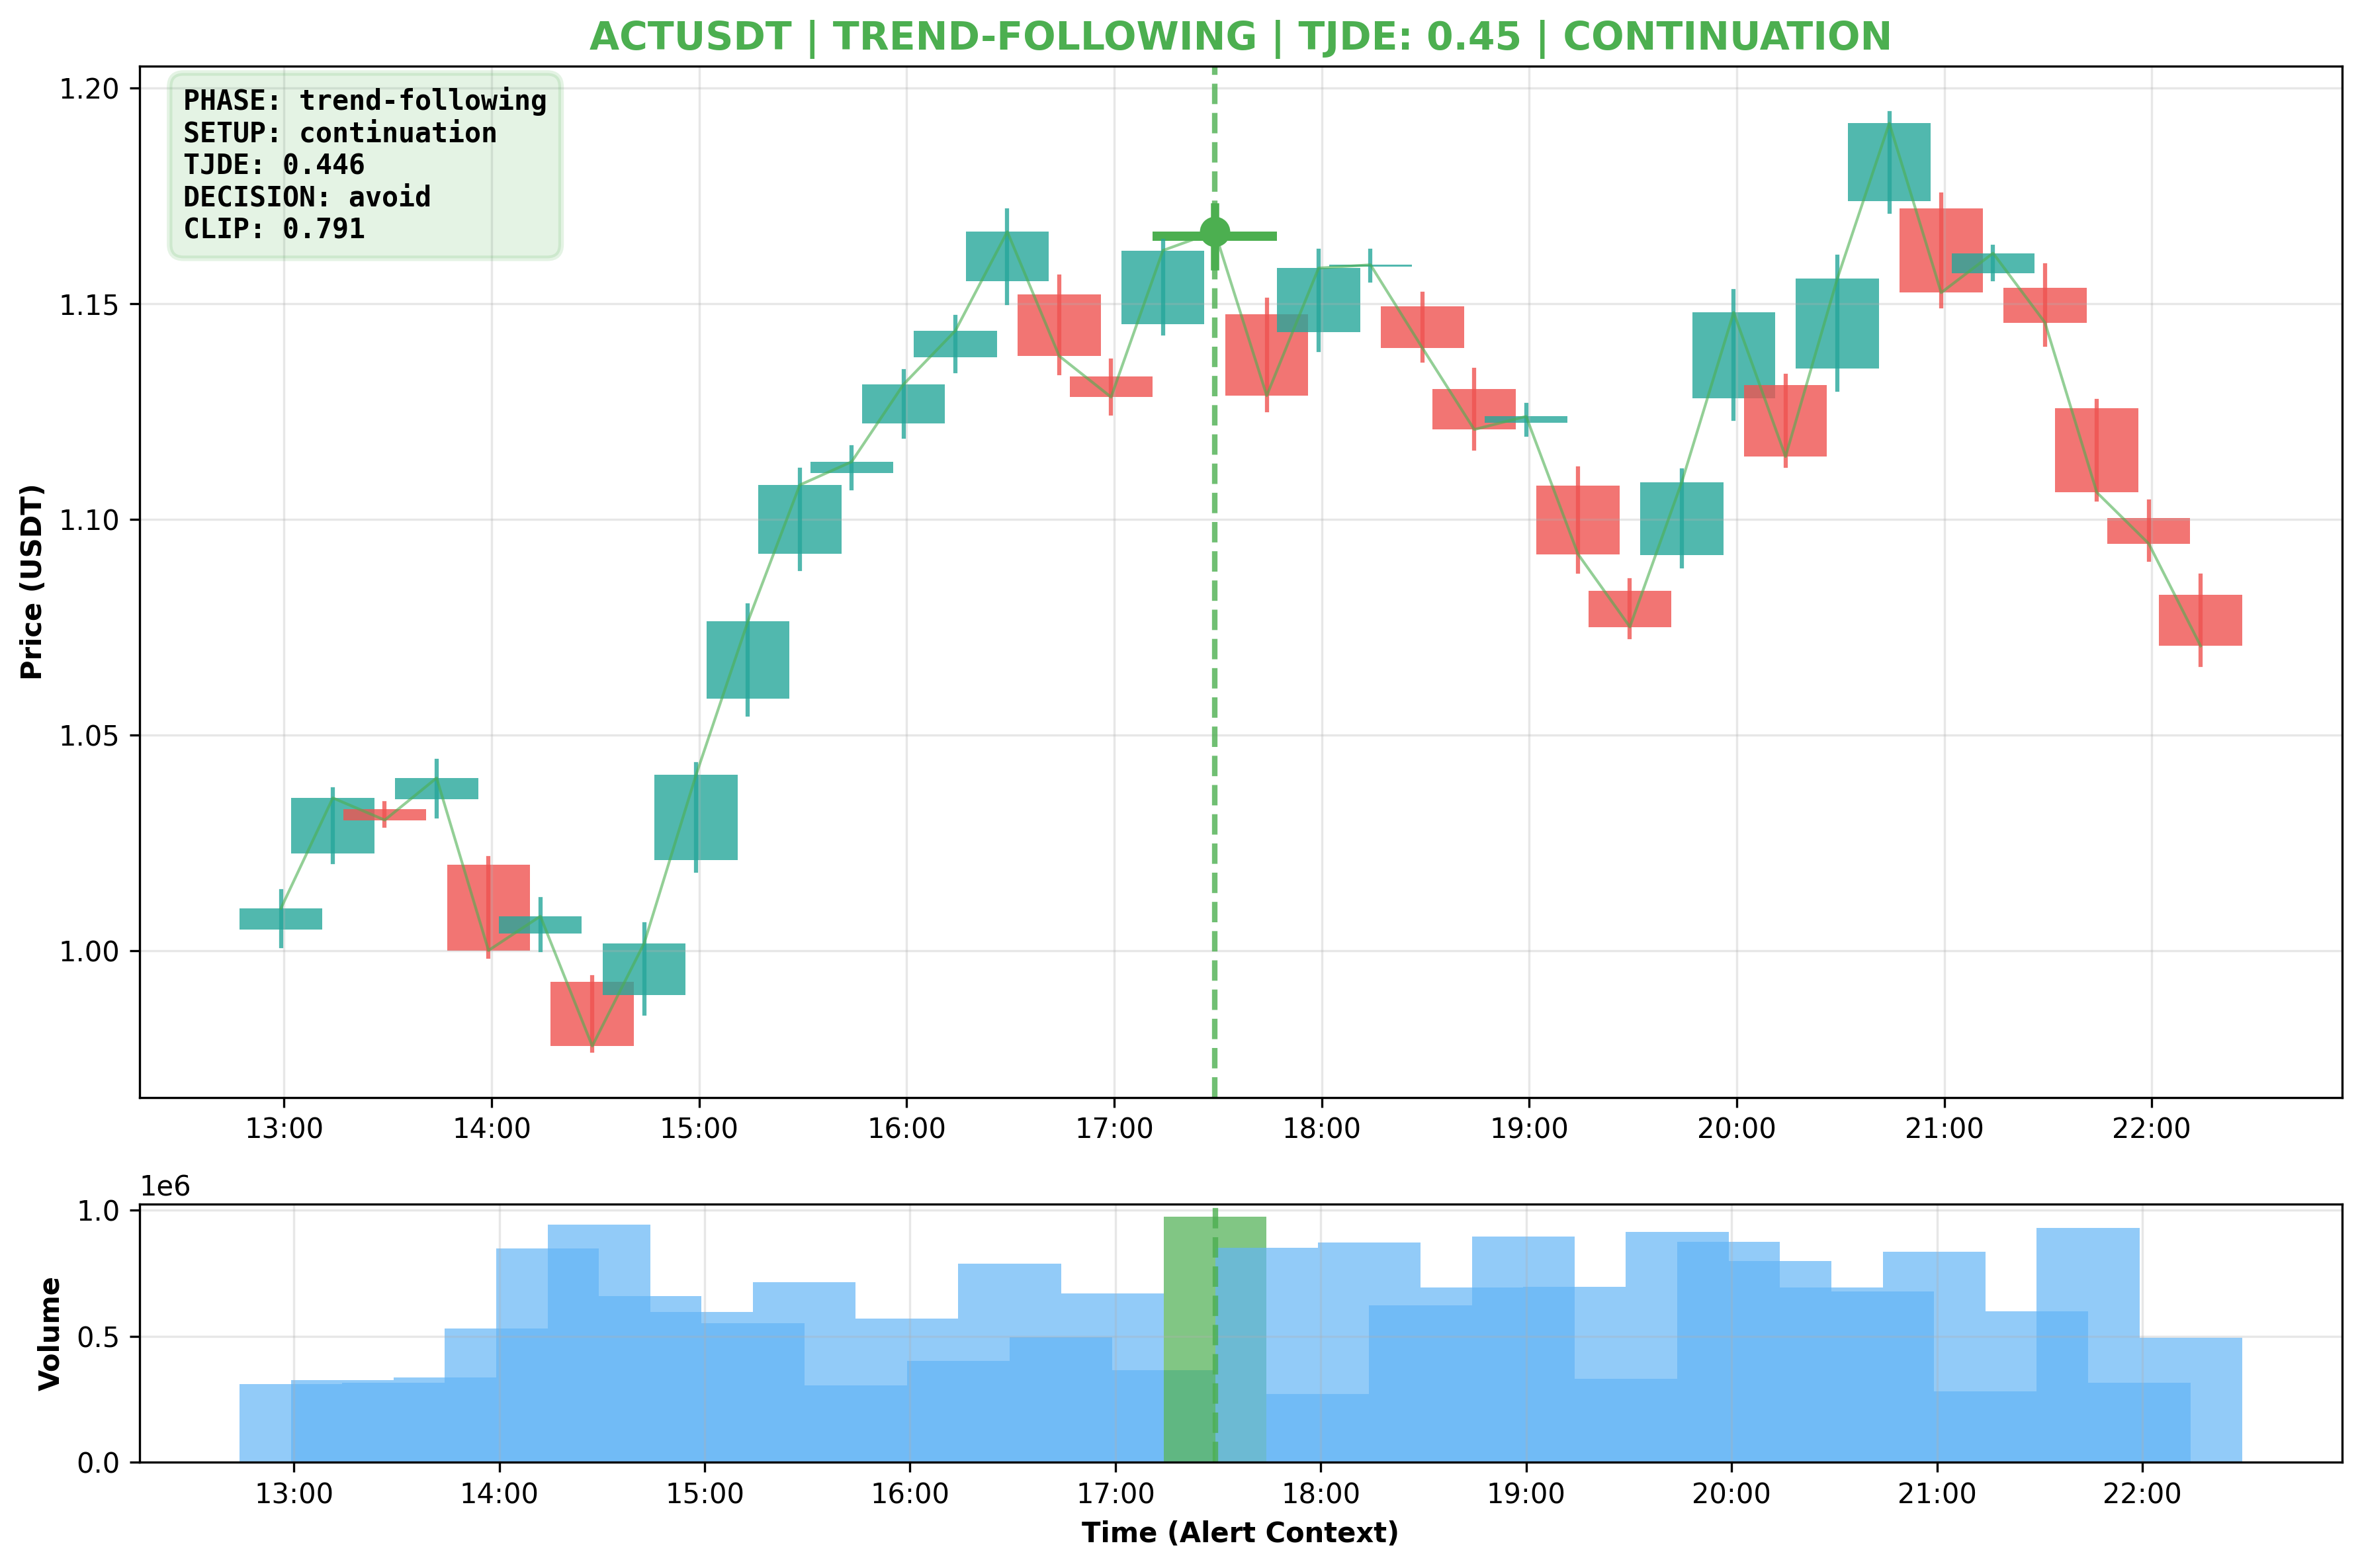 ACTUSDT | TREND-FOLLOWING | TJDE: 0.45 | CONTINUATION
PHASE: trend-following
SETUP: continuation
TJDE: 0.446
DECISION: avoid
CLIP: 0.791
Price (USDT)
1.20
1.15
1.10
1.05
1.00
13:00 14:00 15:00 16:00 17:00 18:00 19:00 20:00 21:00 22:00
1e6
Volume
1.0
0.5
0.0
13:00 14:00 15:00 16:00 17:00 18:00 19:00 20:00 21:00 22:00
Time (Alert Context)